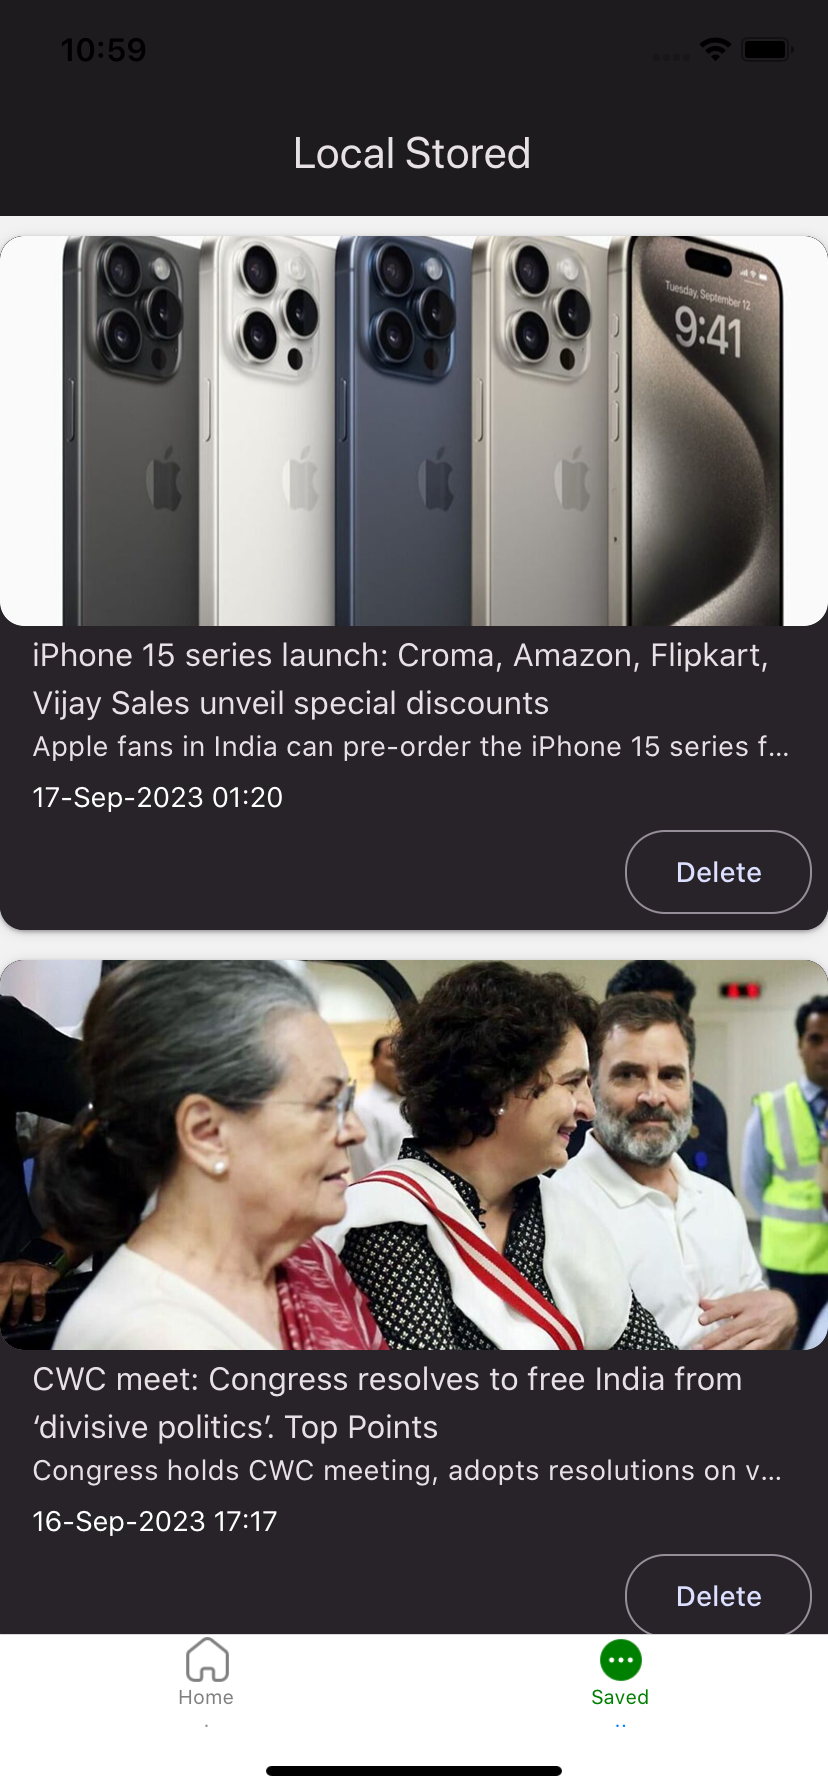 10:59
Local Stored
Tuesday, September 12
9:41
iPhone 15 series launch: Croma, Amazon, Flipkart,
Vijay Sales unveil special discounts
Apple fans in India can pre-order the iPhone 15 series f...
17-Sep-2023 01:20
Delete
CWC meet: Congress resolves to free India from
‘divisive politics’. Top Points
Congress holds CWC meeting, adopts resolutions on v...
16-Sep-2023 17:17
Delete
Home
Saved